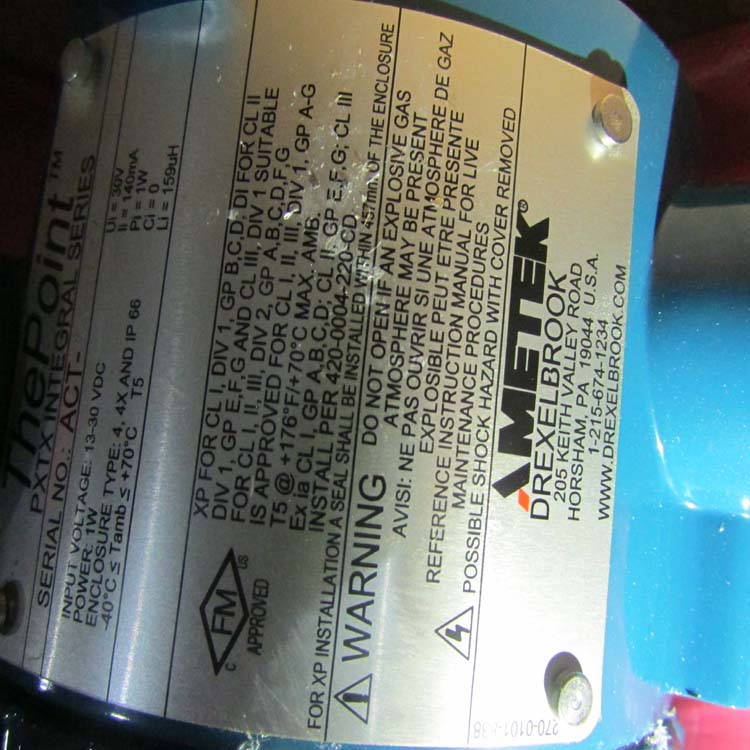 ThePoint™
PXTX INTEGRAL SERIES
SERIAL NO.: ACT-
INPUT VOLTAGE: 13-30 VDC
POWER: 1W
ENCLOSURE TYPE: 4, 4X AND IP 66
-40°C ≤ Tamb ≤ +70°C T5
Ui = 30V
Ii = 140mA
Pi = 1W
Ci = 0
Li = 159uH
C FM US
APPROVED
XP FOR CL I, DIV 1, GP B,C,D; DI FOR CL II
DIV 1, GP E,F,G AND CL III, DIV 1 SUITABLE
FOR CL I, II, III, DIV 2, GP A,B,C,D,F,G
IS APPROVED FOR CL I, II, III, DIV 1, GP A-G
T5 @ +176°F/+70°C MAX. AMB.
Ex ia CL I, GP A,B,C,D; CL II, GP E,F,G; CL III
INSTALL PER 420-0004-220-CD
FOR XP INSTALLATION A SEAL SHALL BE INSTALLED WITHIN 457mm OF THE ENCLOSURE
WARNING DO NOT OPEN IF AN EXPLOSIVE GAS
ATMOSPHERE MAY BE PRESENT
AVISI: NE PAS OUVRIR SI UNE ATMOSPHERE DE GAZ
EXPLOSIBLE PEUT ETRE PRESENTE
REFERENCE INSTRUCTION MANUAL FOR LIVE
MAINTENANCE PROCEDURES
POSSIBLE SHOCK HAZARD WITH COVER REMOVED
AMETEK®
DREXELBROOK
205 KEITH VALLEY ROAD
HORSHAM, PA 19044 U.S.A.
1-215-674-1234
WWW.DREXELBROOK.COM